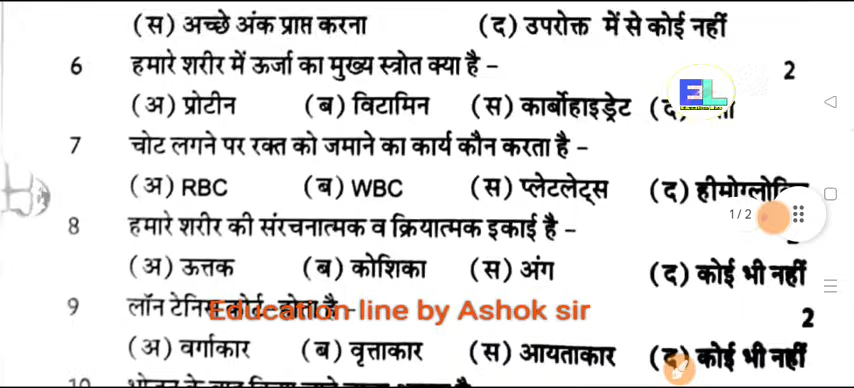 (स) अच्छे अंक प्राप्त करना (द) उपरोक्त में से कोई नहीं
6 हमारे शरीर में ऊर्जा का मुख्य स्त्रोत क्या है – 2
(अ) प्रोटीन (ब) विटामिन (स) कार्बोहाइड्रेट (द)
EL
7 चोट लगने पर रक्त को जमाने का कार्य कौन करता है –
(अ) RBC (ब) WBC (स) प्लेटलेट्स (द)
1/2
8 हमारे शरीर की संरचनात्मक व क्रियात्मक इकाई है –
(अ) ऊत्तक (ब) कोशिका (स) अंग (द) कोई भी नहीं
9 लॉन टेनिस कोर्ट होता है – 2
Education line by Ashok sir
(अ) वर्गाकार (ब) वृत्ताकार (स) आयताकार (द) कोई भी नहीं